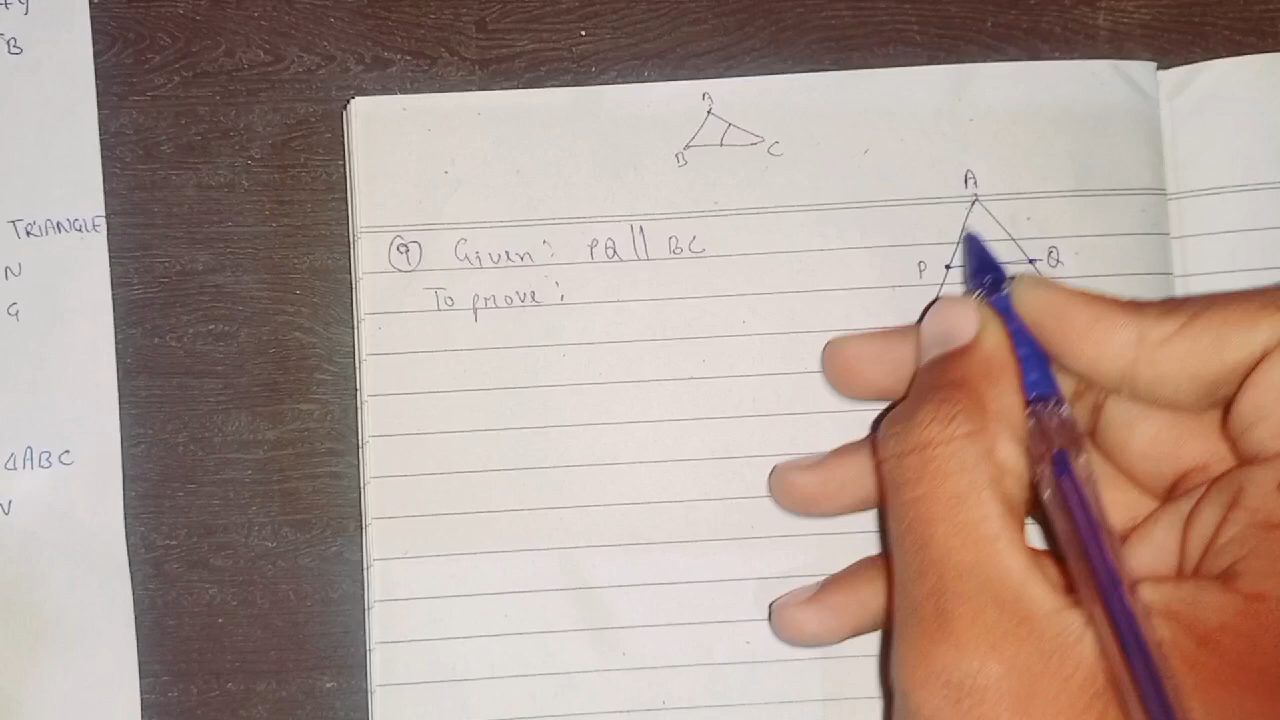 B
TRIANGLE
N
G
ΔABC
V
A
B C
A
⑨ Given: PQ || BC
P Q
To prove: